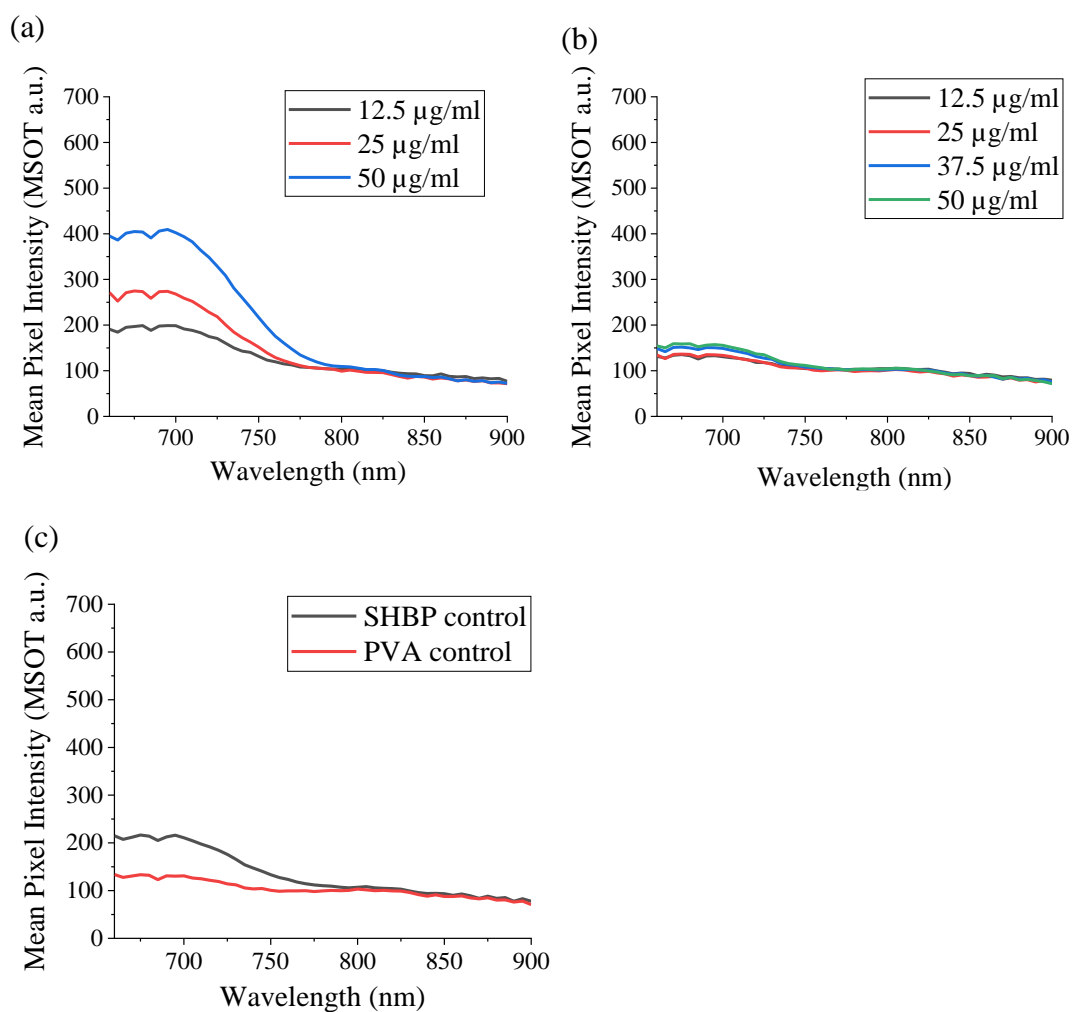 (a)
Mean Pixel Intensity (MSOT a.u.)
700
600
500
400
300
200
100
0
12.5 µg/ml
25 µg/ml
50 µg/ml
700 750 800 850 900
Wavelength (nm)
(b)
Mean Pixel Intensity (MSOT a.u.)
700
600
500
400
300
200
100
0
12.5 µg/ml
25 µg/ml
37.5 µg/ml
50 µg/ml
700 750 800 850 900
Wavelength (nm)
(c)
Mean Pixel Intensity (MSOT a.u.)
700
600
500
400
300
200
100
0
SHBP control
PVA control
700 750 800 850 900
Wavelength (nm)